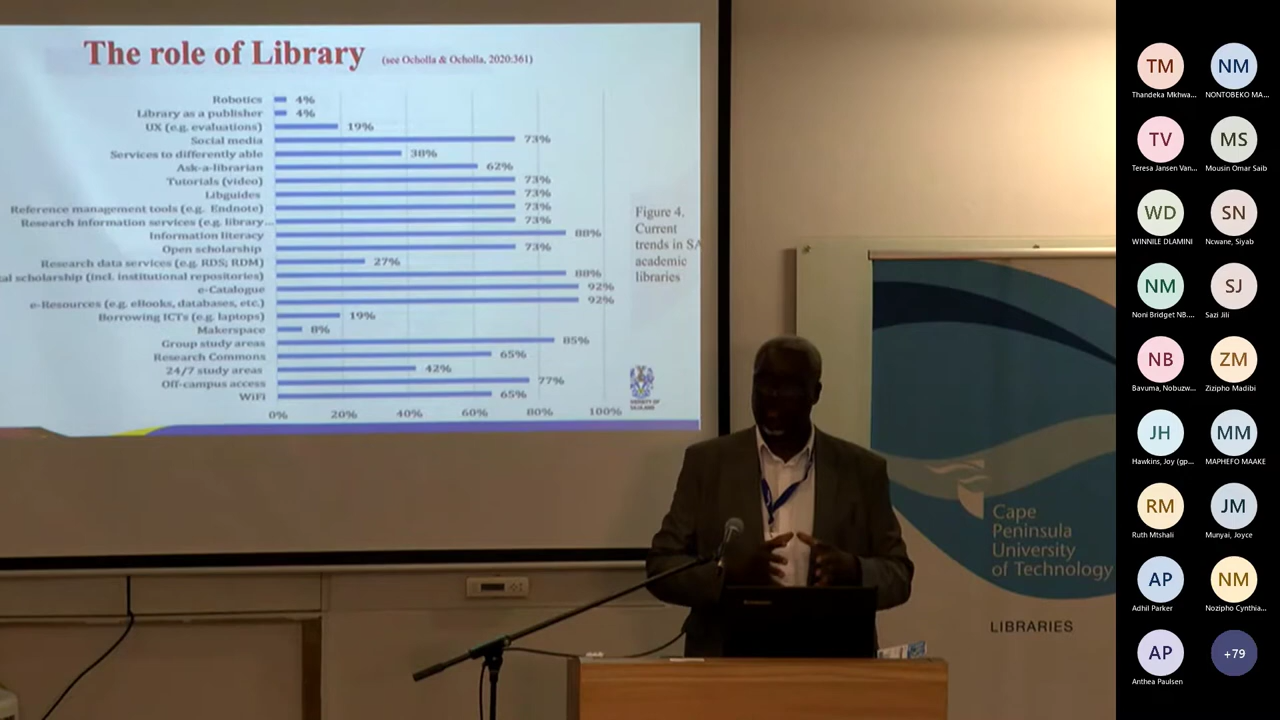 The role of Library (see Ocholla & Ocholla, 2020:361)
Robotics 4%
Library as a publisher 4%
UX (e.g. evaluations) 19%
Social media 73%
Services to differently able 38%
Ask-a-librarian 62%
Tutorials (video) 73%
Libguides 73%
Reference management tools (e.g. Endnote) 73%
Research information services (e.g. library... 73%
Information literacy 88%
Open scholarship 73%
Research data services (e.g. RDS; RDM) 27%
tal scholarship (incl. institutional repositories) 88%
e-Catalogue 92%
e-Resources (e.g. eBooks, databases, etc.) 92%
Borrowing ICTs (e.g. laptops) 19%
Makerspace 8%
Group study areas 85%
Research Commons 65%
24/7 study areas 42%
Off-campus access 77%
WiFi 65%
0% 20% 40% 60% 80% 100%
Figure 4.
Current
trends in SA
academic
libraries
Cape
Peninsula
University
of Technology
LIBRARIES
TM NM
Thandeka Mkhwa... NONTOBEKO MA...
TV MS
Teresa Jansen Van... Mousin Omar Saib
WD SN
WINNILE DLAMINI Ncwane, Siyab
NM SJ
Noni Bridget NB.... Sazi Jili
NB ZM
Bavuma, Nobuzw... Zizipho Madibi
JH MM
Hawkins, Joy (gp... MAPHEFO MAAKE
RM JM
Ruth Mtshali Munyai, Joyce
AP NM
Adhil Parker Nozipho Cynthia...
AP +79
Anthea Paulsen